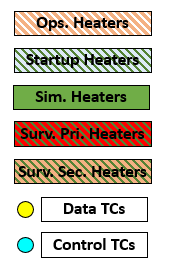 Ops. Heaters
Startup Heaters
Sim. Heaters
Surv. Pri. Heaters
Surv. Sec. Heaters
Data TCs
Control TCs